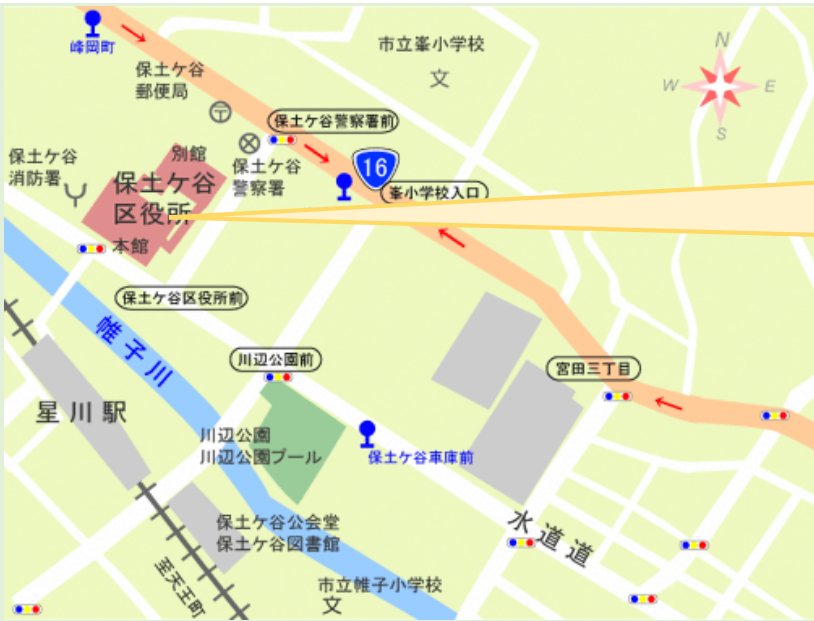 峰岡町
市立峯小学校
文
N
W
E
S
保土ケ谷
郵便局
保土ケ谷警察署前
別館
保土ケ谷
警察署
16
峯小学校入口
保土ケ谷
消防署
保土ケ谷
区役所
本館
保土ケ谷区役所前
帷子川
川辺公園前
宮田三丁目
星川駅
川辺公園
川辺公園プール
保土ケ谷車庫前
水道道
保土ケ谷公会堂
保土ケ谷図書館
至天王町
市立帷子小学校
文